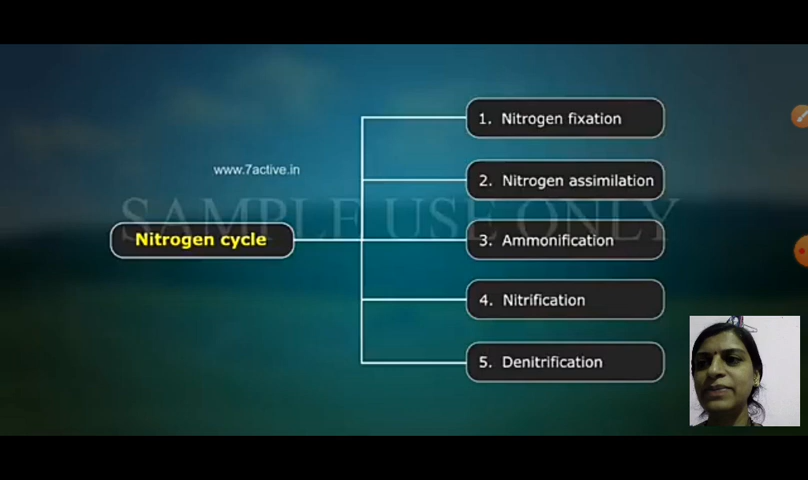 1. Nitrogen fixation
www.7active.in
2. Nitrogen assimilation
SAMPLE USE ONLY
Nitrogen cycle
3. Ammonification
4. Nitrification
5. Denitrification